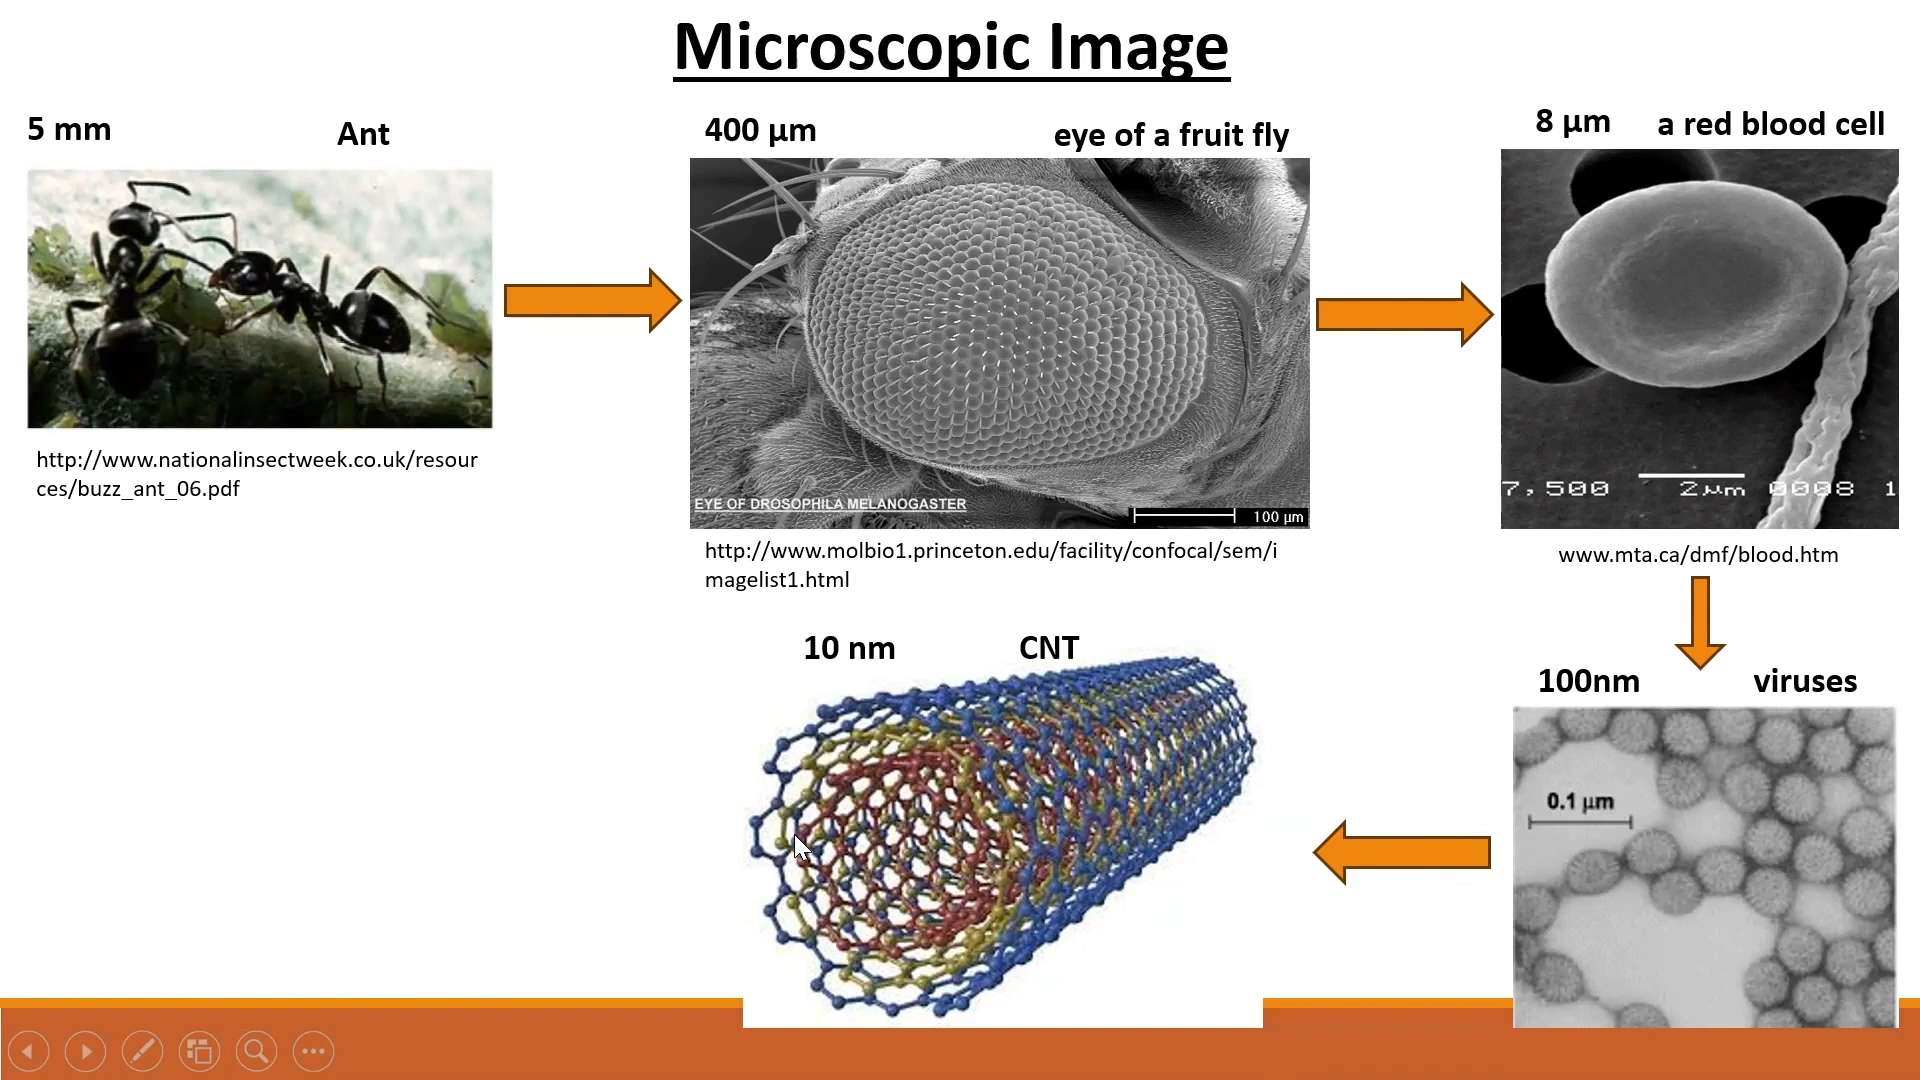 Microscopic Image
5 mm
Ant
400 μm
eye of a fruit fly
8 μm
a red blood cell
EYE OF DROSOPHILA MELANOGASTER
100 μm
7,500
2μm
0008
1
http://www.nationalinsectweek.co.uk/resour
ces/buzz_ant_06.pdf
http://www.molbio1.princeton.edu/facility/confocal/sem/i
magelist1.html
www.mta.ca/dmf/blood.htm
10 nm
CNT
100nm
viruses
0.1 μm